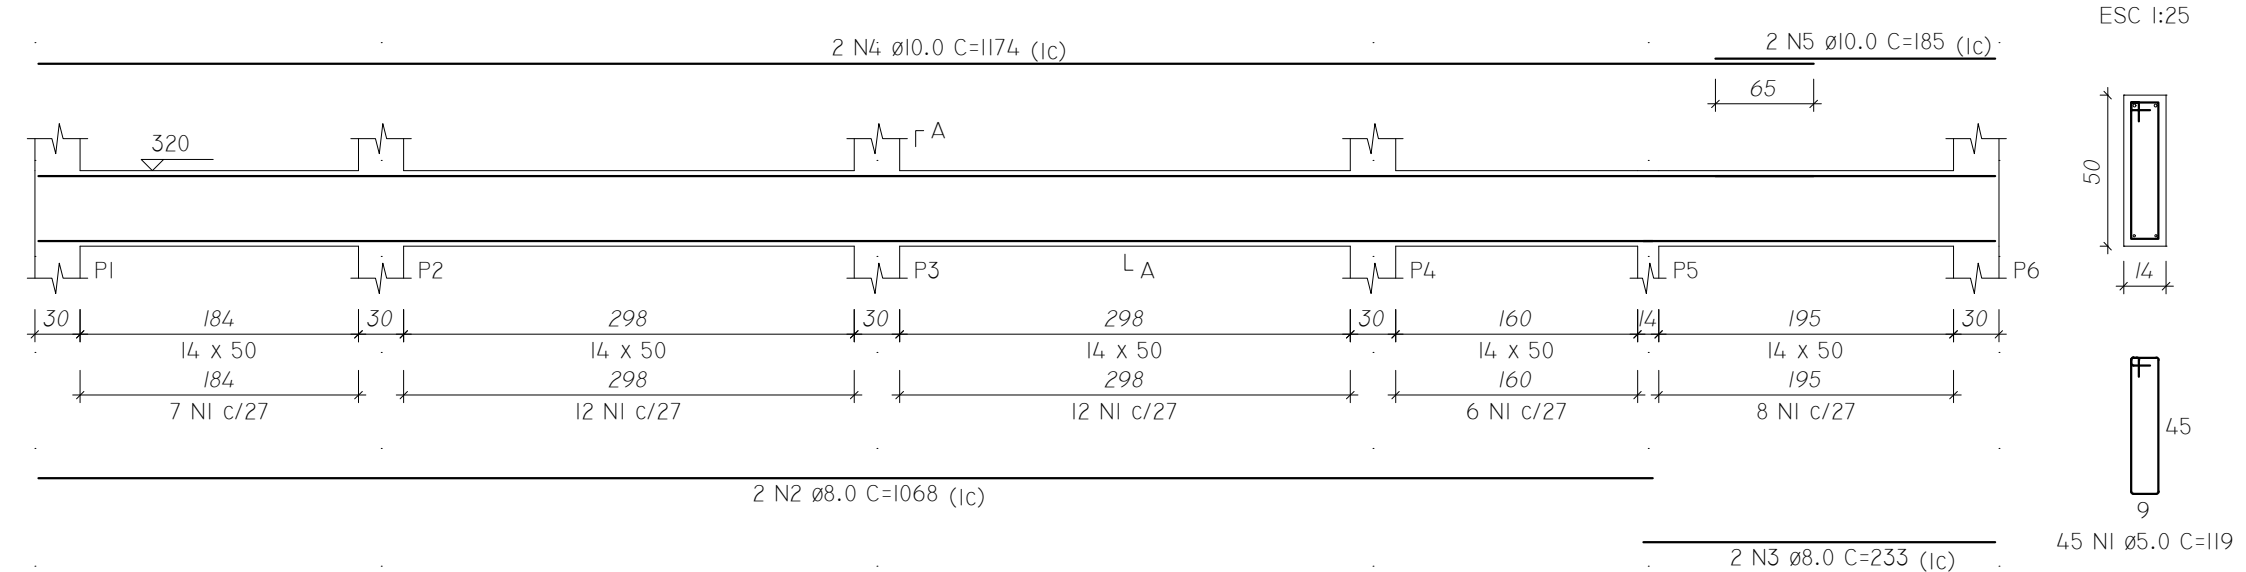 ESC 1:25
2 N4 ø10.0 C=1174 (1c)
2 N5 ø10.0 C=185 (1c)
65
A
320
50
A
P1
P2
P3
P4
P5
P6
14
30 184 30 298 30 298 30 160 14 195 30
14 x 50 14 x 50 14 x 50 14 x 50 14 x 50
184 298 298 160 195
7 N1 c/27 12 N1 c/27 12 N1 c/27 6 N1 c/27 8 N1 c/27
45
2 N2 ø8.0 C=1068 (1c)
9
45 N1 ø5.0 C=119
2 N3 ø8.0 C=233 (1c)